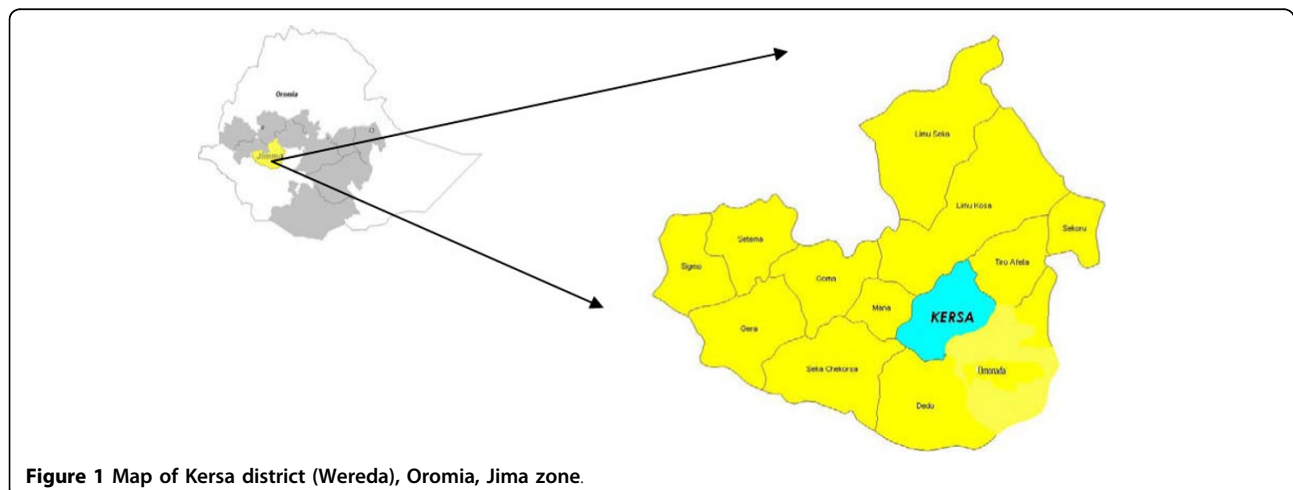 Oromia
Jimma
Limu Seka
Limu Kosa
Sekoru
Setema
Tiro Afeta
Sigmo
Goma
Mana
KERSA
Gera
Seka Chekorsa
Omonada
Dedo
Figure 1 Map of Kersa district (Wereda), Oromia, Jima zone.